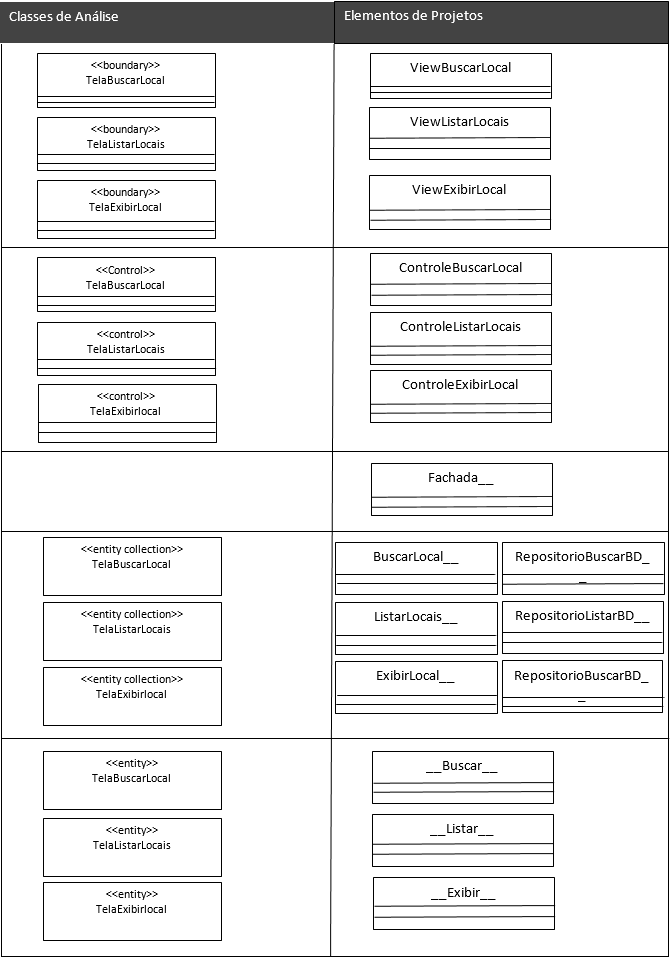 Classes de Análise
Elementos de Projetos
<<boundary>>
TelaBuscarLocal
ViewBuscarLocal
<<boundary>>
TelaListarLocais
ViewListarLocais
<<boundary>>
TelaExibirLocal
ViewExibirLocal
<<Control>>
TelaBuscarLocal
ControleBuscarLocal
<<control>>
TelaListarLocais
ControleListarLocais
<<control>>
TelaExibirlocal
ControleExibirLocal
Fachada__
<<entity collection>>
TelaBuscarLocal
BuscarLocal__
RepositorioBuscarBD_
_
<<entity collection>>
TelaListarLocais
ListarLocais__
RepositorioListarBD__
<<entity collection>>
TelaExibirlocal
ExibirLocal__
RepositorioBuscarBD_
_
<<entity>>
TelaBuscarLocal
__Buscar__
<<entity>>
TelaListarLocais
__Listar__
<<entity>>
TelaExibirlocal
__Exibir__